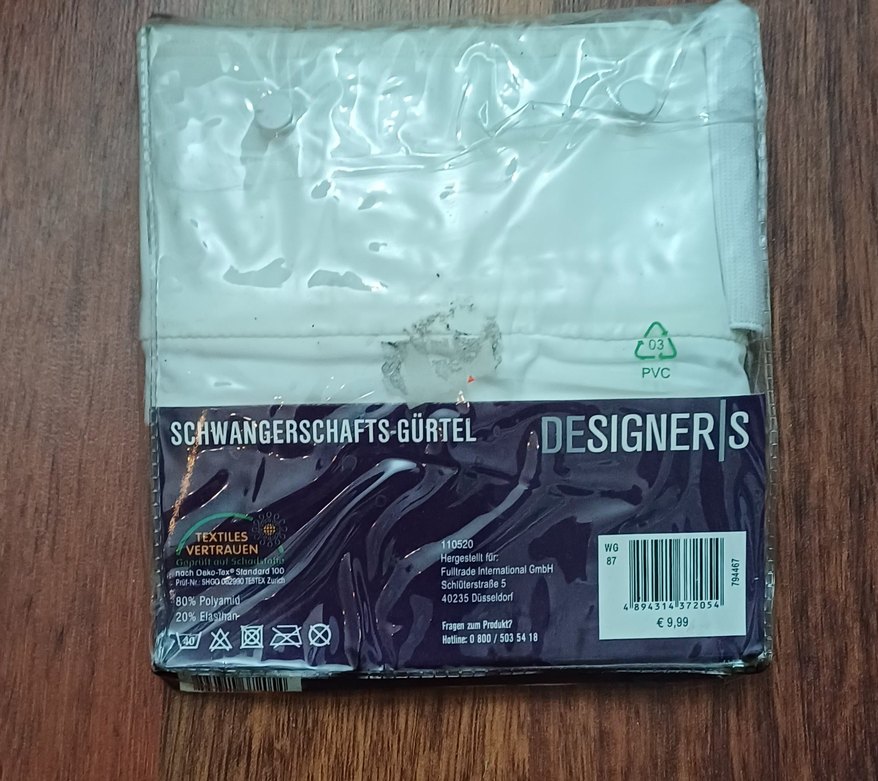 03
PVC
SCHWANGERSCHAFTS-GÜRTEL
DESIGNER|S
TEXTILES
VERTRAUEN
Geprüft auf Schadstoffe
nach Oeko-Tex® Standard 100
Prüf-Nr.: SHGO 062990 TESTEX Zürich
80% Polyamid
20% Elasthan
40
110520
Hergestellt für:
Fulltrade International GmbH
Schlüterstraße 5
40235 Düsseldorf
Fragen zum Produkt?
Hotline: 0 800 / 503 54 18
WG
87
794467
4 894314 372054
€ 9,99